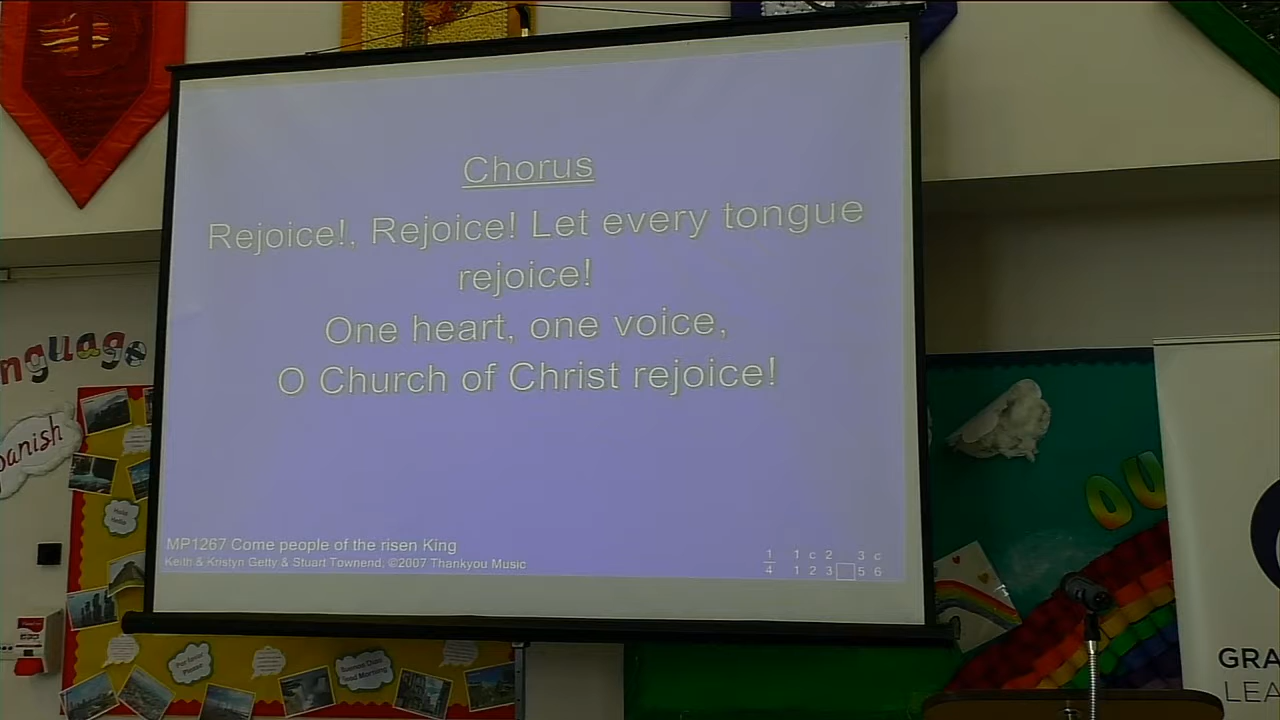 Chorus
Rejoice!, Rejoice! Let every tongue
rejoice!
One heart, one voice,
O Church of Christ rejoice!
MP1267 Come people of the risen King
Keith & Kristyn Getty & Stuart Townend, ©2007 Thankyou Music
1 1 c 2 3 c
4 1 2 3 5 6
nguage
panish
OU
GRA
LEA